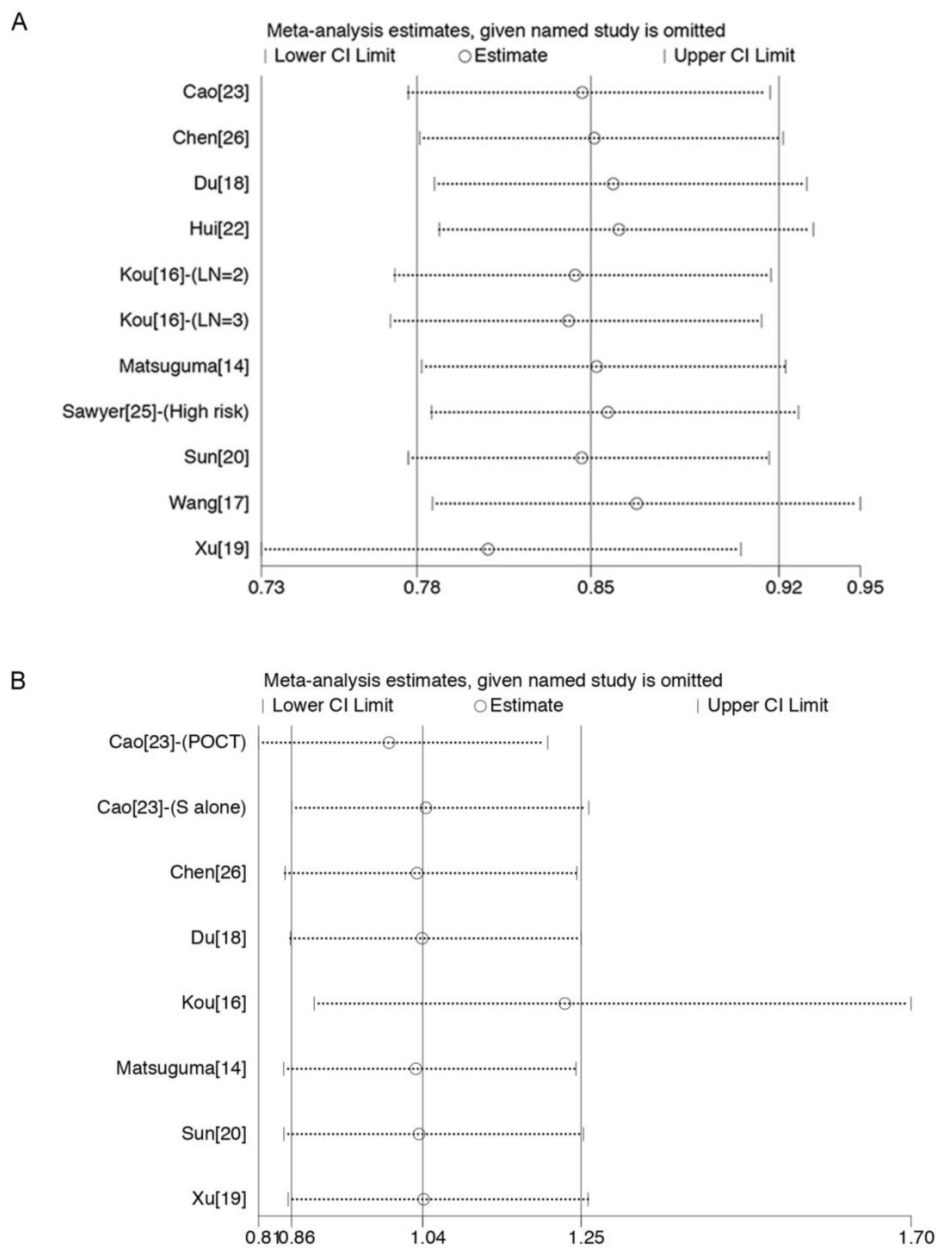 A
Meta-analysis estimates, given named study is omitted
| Lower CI Limit ○ Estimate | Upper CI Limit
Cao[23]
Chen[26]
Du[18]
Hui[22]
Kou[16]-(LN=2)
Kou[16]-(LN=3)
Matsuguma[14]
Sawyer[25]-(High risk)
Sun[20]
Wang[17]
Xu[19]
0.73 0.78 0.85 0.92 0.95
B
Meta-analysis estimates, given named study is omitted
| Lower CI Limit ○ Estimate | Upper CI Limit
Cao[23]-(POCT)
Cao[23]-(S alone)
Chen[26]
Du[18]
Kou[16]
Matsuguma[14]
Sun[20]
Xu[19]
0.81 0.86 1.04 1.25 1.70